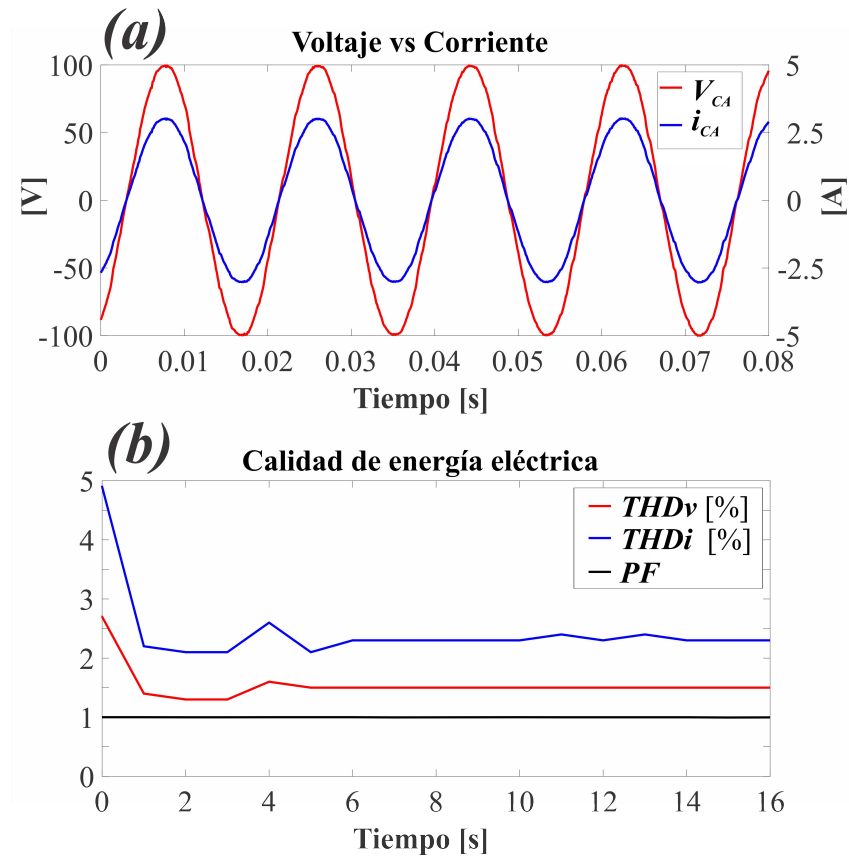 (a)
Voltaje vs Corriente
100
50
0
-50
-100
[V]
5
2.5
0
-2.5
-5
[A]
V_CA
i_CA
0 0.01 0.02 0.03 0.04 0.05 0.06 0.07 0.08
Tiempo [s]
(b)
Calidad de energía eléctrica
5
4
3
2
1
0
THDv [%]
THDi [%]
PF
0 2 4 6 8 10 12 14 16
Tiempo [s]